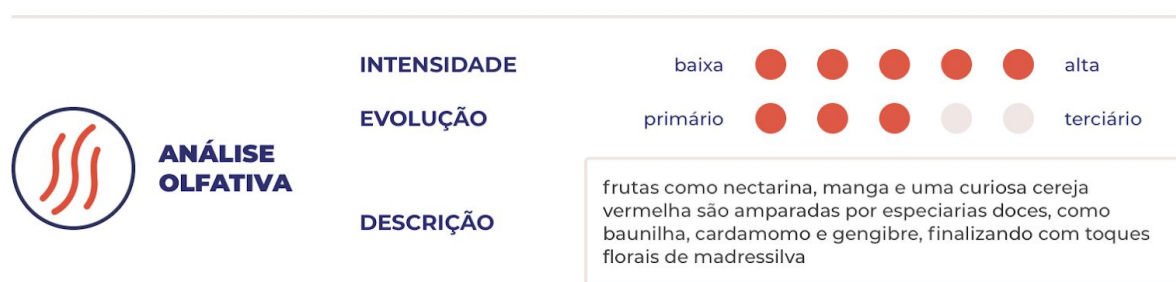 INTENSIDADE
baixa
alta
EVOLUÇÃO
primário
terciário
ANÁLISE
OLFATIVA
DESCRIÇÃO
frutas como nectarina, manga e uma curiosa cereja
vermelha são amparadas por especiarias doces, como
baunilha, cardamomo e gengibre, finalizando com toques
florais de madressilva